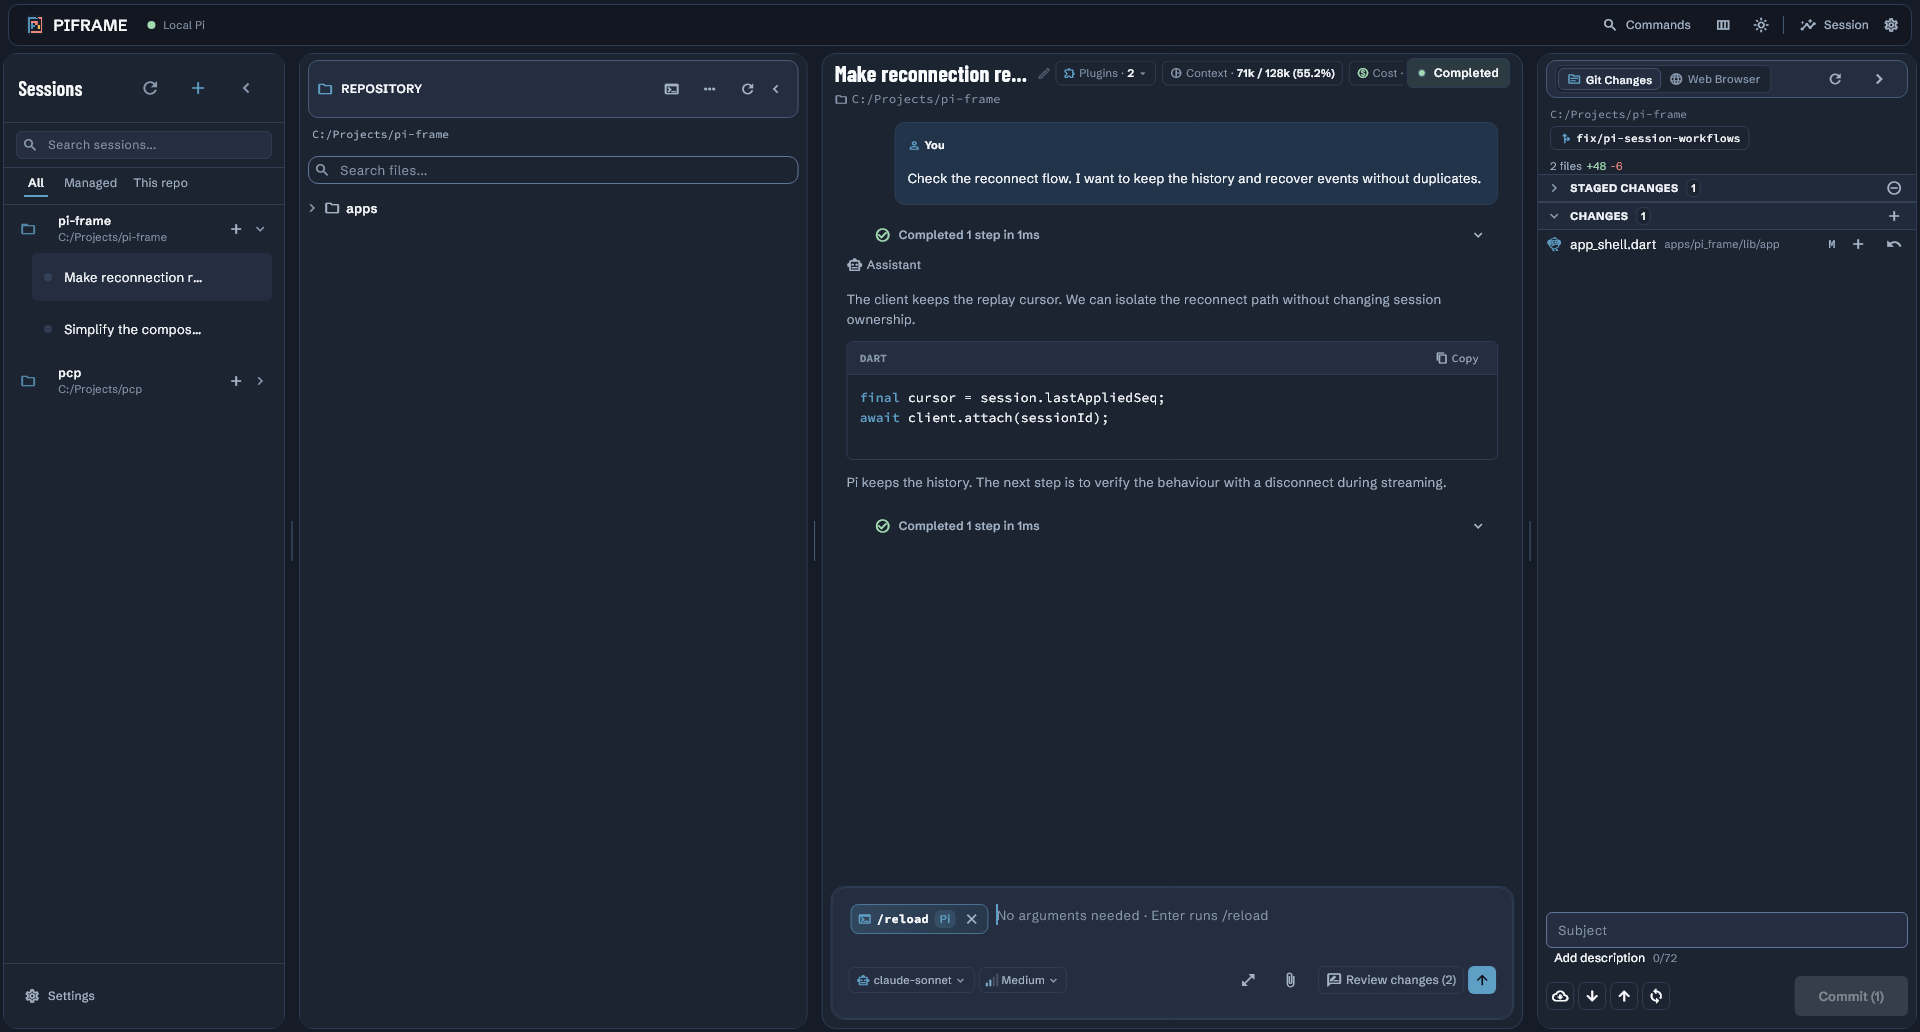 PIFRAME
Local Pi
Commands
Session
Sessions
Search sessions...
All
Managed
This repo
pi-frame
C:/Projects/pi-frame
Make reconnection r...
Simplify the compos...
pcp
C:/Projects/pcp
Settings
REPOSITORY
C:/Projects/pi-frame
Search files...
apps
Make reconnection re...
Plugins · 2
Context · 71k / 128k (55.2%)
Cost ·
Completed
C:/Projects/pi-frame
You
Check the reconnect flow. I want to keep the history and recover events without duplicates.
Completed 1 step in 1ms
Assistant
The client keeps the replay cursor. We can isolate the reconnect path without changing session
ownership.
DART
Copy
final cursor = session.lastAppliedSeq;
await client.attach(sessionId);
Pi keeps the history. The next step is to verify the behaviour with a disconnect during streaming.
Completed 1 step in 1ms
/reload Pi
No arguments needed · Enter runs /reload
claude-sonnet
Medium
Review changes (2)
Git Changes
Web Browser
C:/Projects/pi-frame
fix/pi-session-workflows
2 files +48 -6
STAGED CHANGES 1
CHANGES 1
app_shell.dart apps/pi_frame/lib/app M
Subject
Add description 0/72
Commit (1)